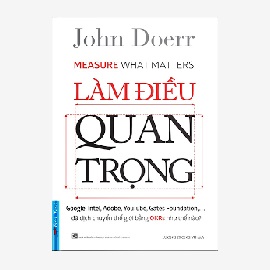 John Doerr
MEASURE WHAT MATTERS
LÀM ĐIỀU
QUAN
TRỌNG
Google, Intel, Adobe, YouTube, Gates Foundation,...
đã dịch chuyển thế giới bằng OKRs như thế nào?